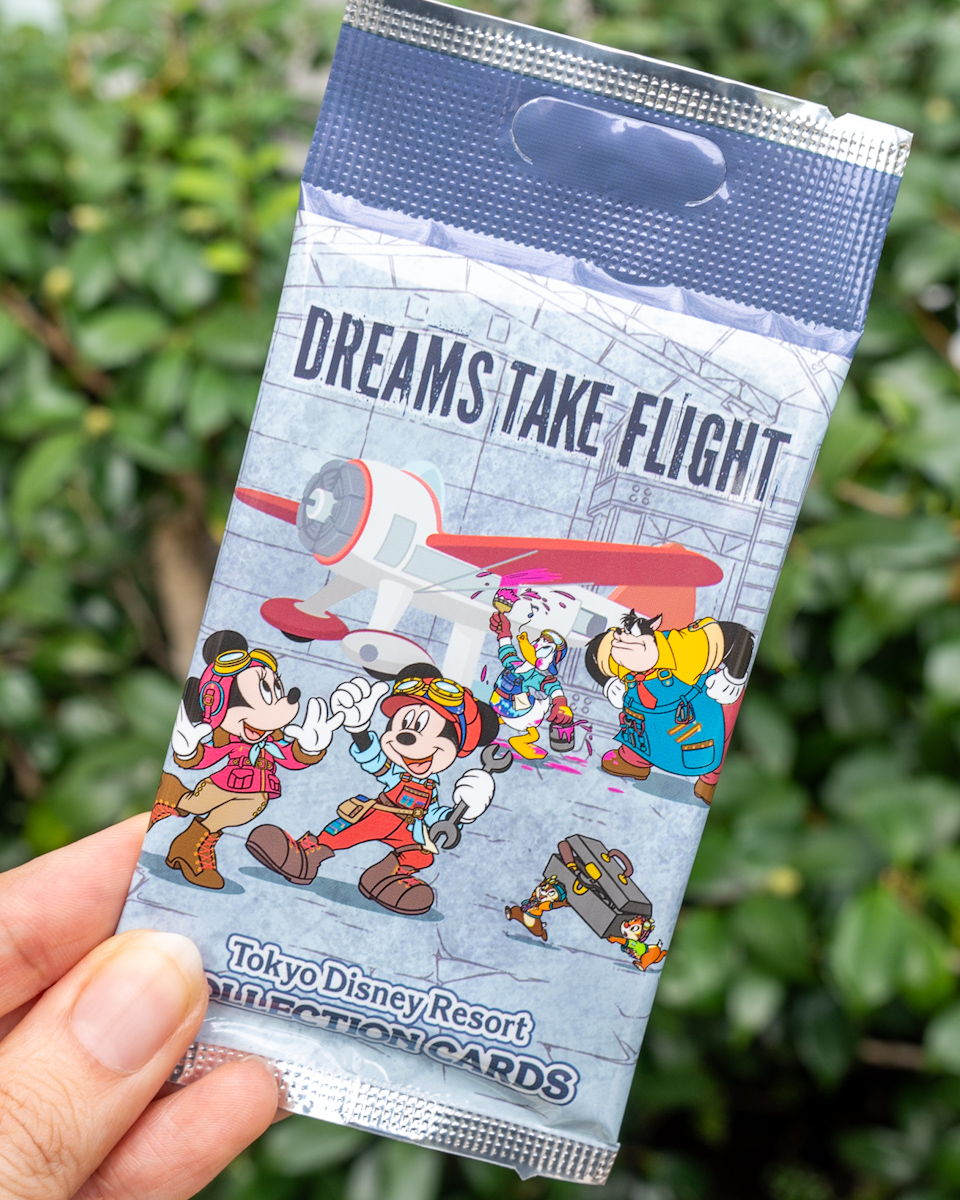 DREAMS TAKE FLIGHT
Tokyo Disney Resort
COLLECTION CARDS